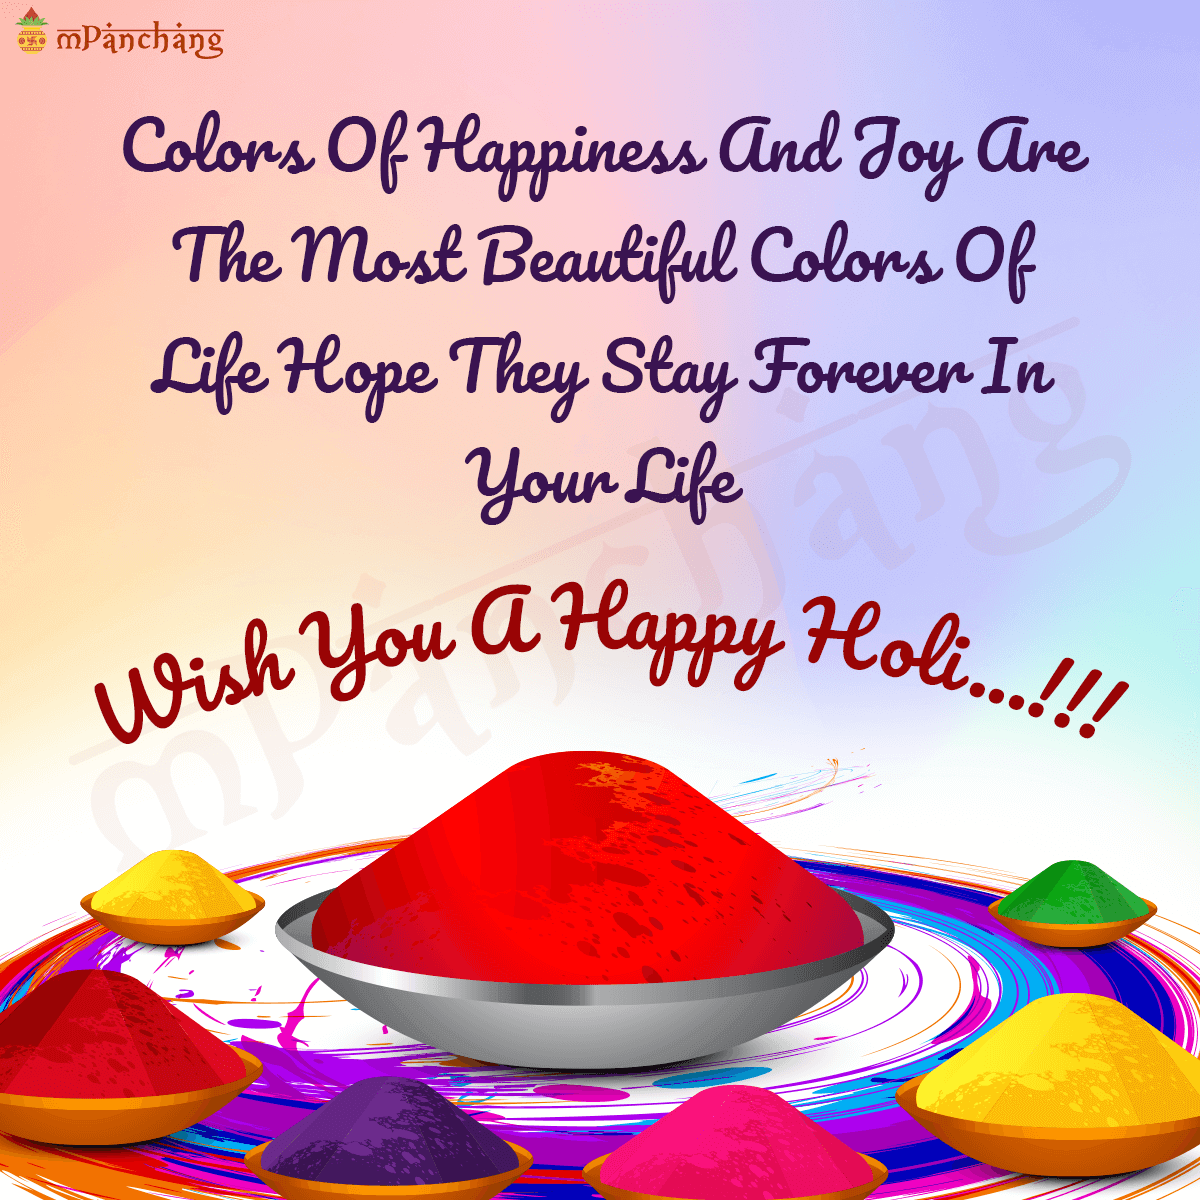 mPanchang
Colors Of Happiness And Joy Are
The Most Beautiful Colors Of
Life Hope They Stay Forever In
Your Life
Wish You A Happy Holi...!!!
mPanchang